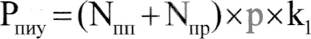 Pпиу = (Nпп + Nпр) × p × k1